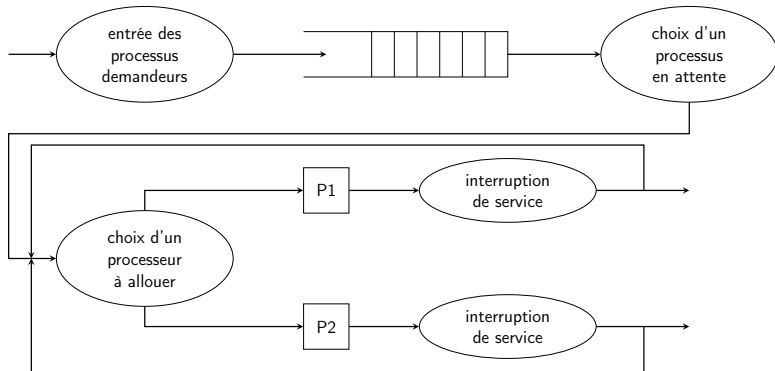 entrée des
processus
demandeurs
choix d'un
processus
en attente
P1
interruption
de service
choix d'un
processeur
à allouer
P2
interruption
de service